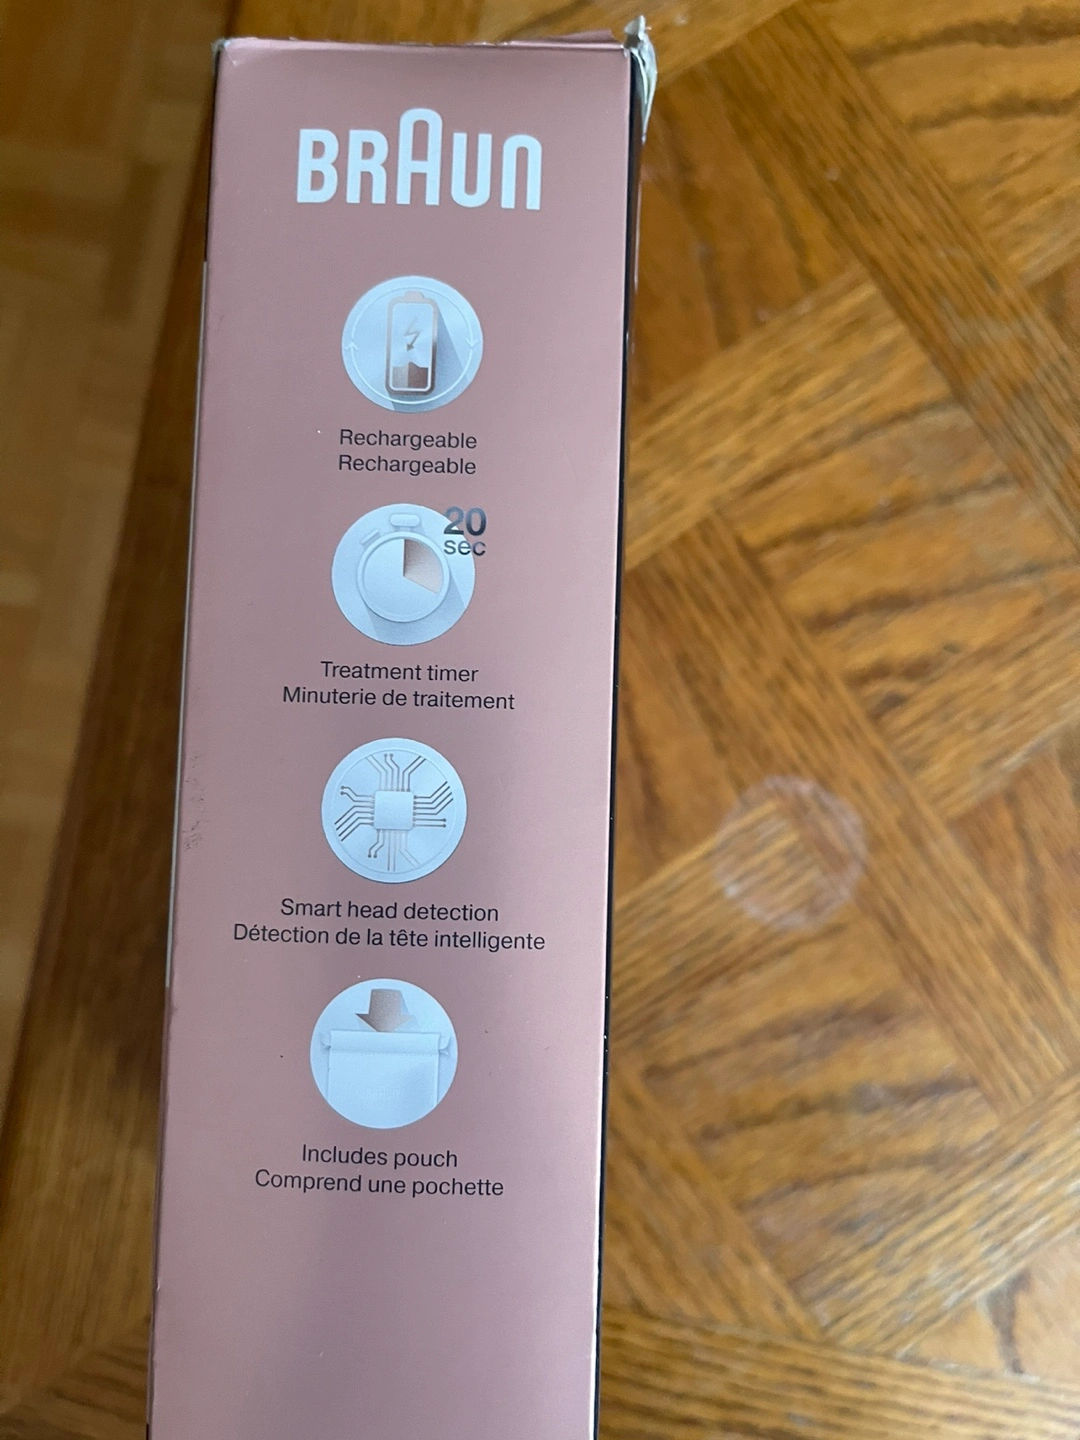 BRAUN
Rechargeable
Rechargeable
20
sec
Treatment timer
Minuterie de traitement
Smart head detection
Détection de la tête intelligente
Includes pouch
Comprend une pochette